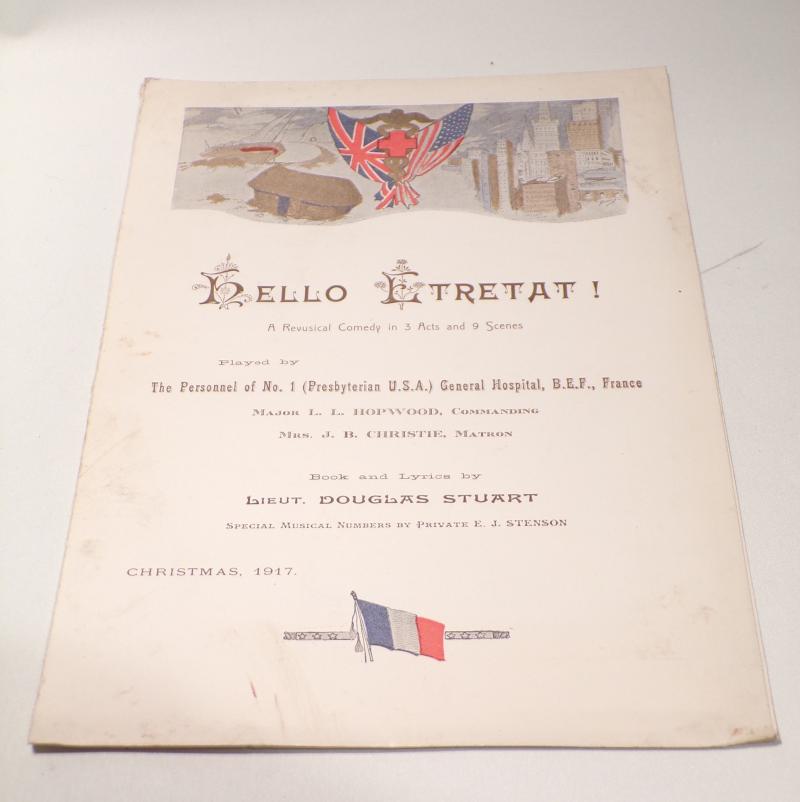 Hello Etretat !
A Revusical Comedy in 3 Acts and 9 Scenes
Played by
The Personnel of No. 1 (Presbyterian U.S.A.) General Hospital, B.E.F., France
Major L. L. HOPWOOD, Commanding
Mrs. J. B. CHRISTIE, Matron
Book and Lyrics by
Lieut. DOUGLAS STUART
Special Musical Numbers by Private E. J. STENSON
CHRISTMAS, 1917.